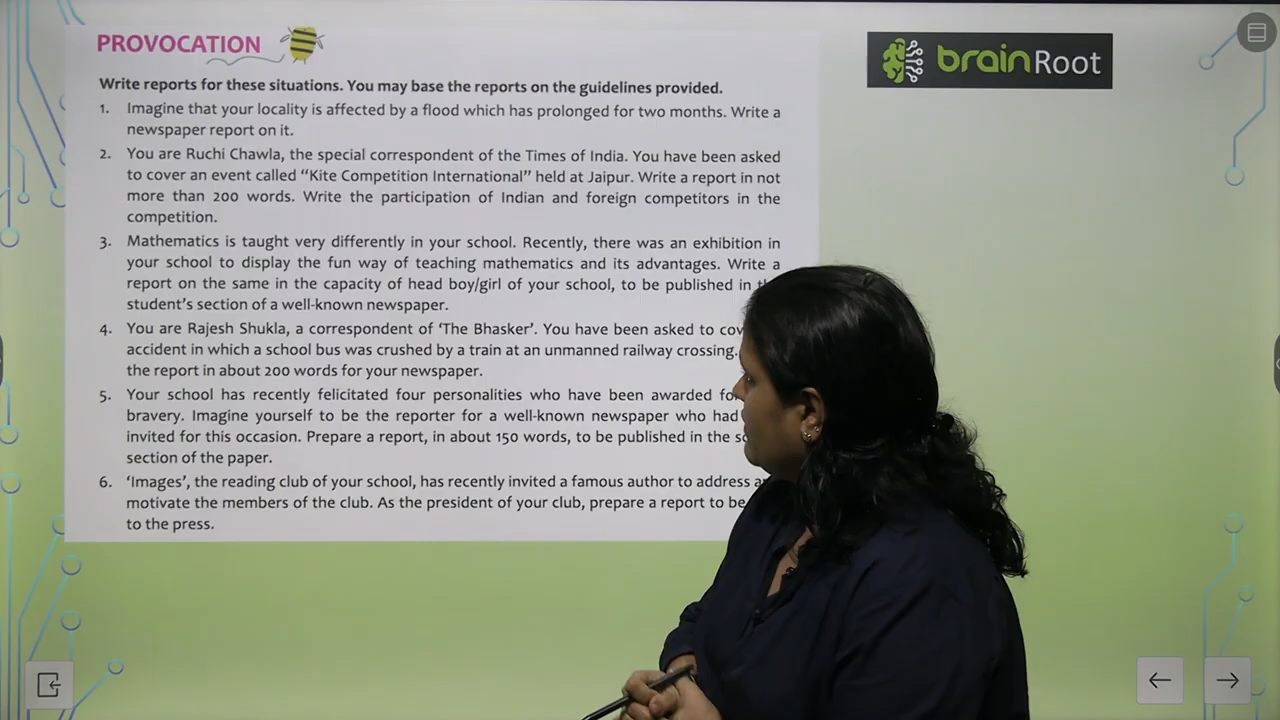 PROVOCATION
brainRoot
Write reports for these situations. You may base the reports on the guidelines provided.
1. Imagine that your locality is affected by a flood which has prolonged for two months. Write a
newspaper report on it.
2. You are Ruchi Chawla, the special correspondent of the Times of India. You have been asked
to cover an event called “Kite Competition International” held at Jaipur. Write a report in not
more than 200 words. Write the participation of Indian and foreign competitors in the
competition.
3. Mathematics is taught very differently in your school. Recently, there was an exhibition in
your school to display the fun way of teaching mathematics and its advantages. Write a
report on the same in the capacity of head boy/girl of your school, to be published in
student’s section of a well-known newspaper.
4. You are Rajesh Shukla, a correspondent of ‘The Bhasker’. You have been asked to
accident in which a school bus was crushed by a train at an unmanned railway crossing.
the report in about 200 words for your newspaper.
5. Your school has recently felicitated four personalities who have been awarded
bravery. Imagine yourself to be the reporter for a well-known newspaper who had
invited for this occasion. Prepare a report, in about 150 words, to be published in the
section of the paper.
6. ‘Images’, the reading club of your school, has recently invited a famous author to address
motivate the members of the club. As the president of your club, prepare a report to be
to the press.